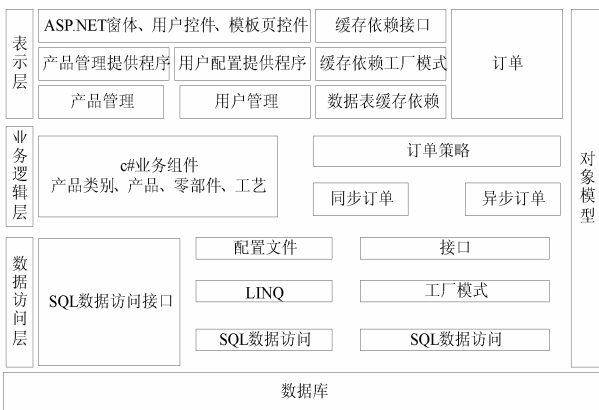 表示层
ASP.NET窗体、用户控件、模板页控件
缓存依赖接口
产品管理提供程序
用户配置提供程序
缓存依赖工厂模式
订单
产品管理
用户管理
数据表缓存依赖
业务逻辑层
c#业务组件
产品类别、产品、零部件、工艺
订单策略
同步订单
异步订单
对象模型
数据访问层
SQL数据访问接口
配置文件
接口
LINQ
工厂模式
SQL数据访问
SQL数据访问
数据库